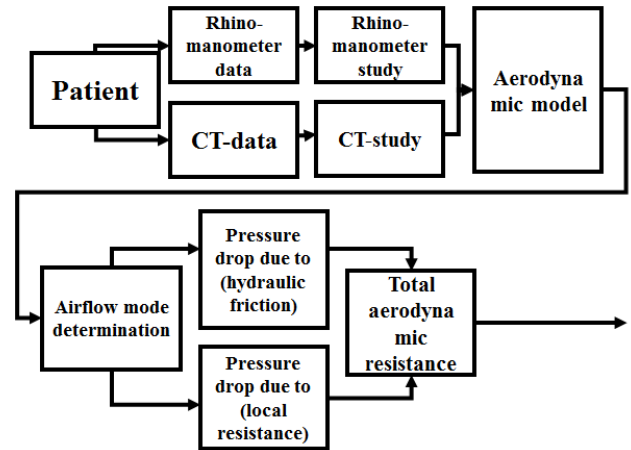 Patient
Rhino-
manometer
data
Rhino-
manometer
study
CT-data
CT-study
Aerodyna
mic model
Airflow mode
determination
Pressure
drop due to
(hydraulic
friction)
Pressure
drop due to
(local
resistance)
Total
aerodyna
mic
resistance